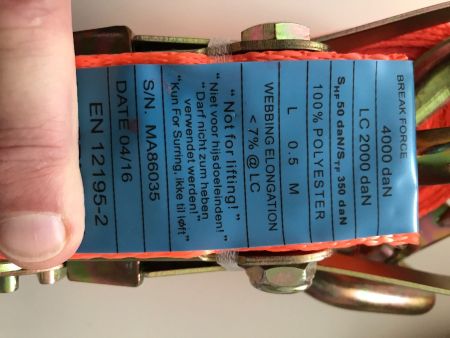 BREAK FORCE
4000 daN
LC 2000 daN
SHF 50 daN/STF 350 daN
100% POLYESTER
L 0.5 M
WEBBING ELONGATION
<7% @ LC
"Not for lifting!"
"Niet voor hijsdoeleinden!"
"Darf nicht zum heben
verwendet werden!"
"Kun For Surring, ikke til løft"
S/N. MA86035
DATE 04/16
EN 12195-2